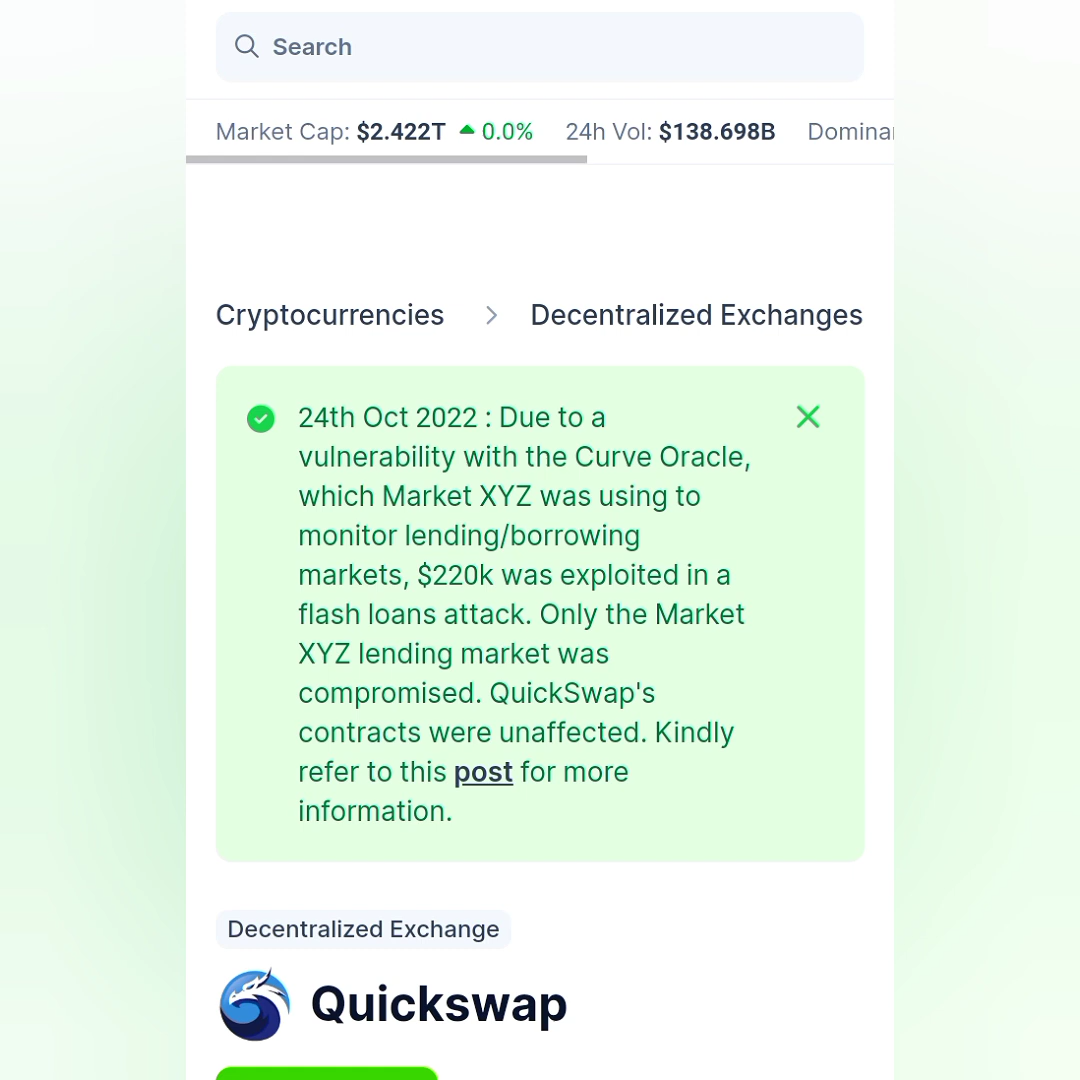 Search
Market Cap: $2.422T 0.0% 24h Vol: $138.698B
Cryptocurrencies > Decentralized Exchanges
24th Oct 2022 : Due to a
vulnerability with the Curve Oracle,
which Market XYZ was using to
monitor lending/borrowing
markets, $220k was exploited in a
flash loans attack. Only the Market
XYZ lending market was
compromised. QuickSwap's
contracts were unaffected. Kindly
refer to this post for more
information.
Decentralized Exchange
Quickswap